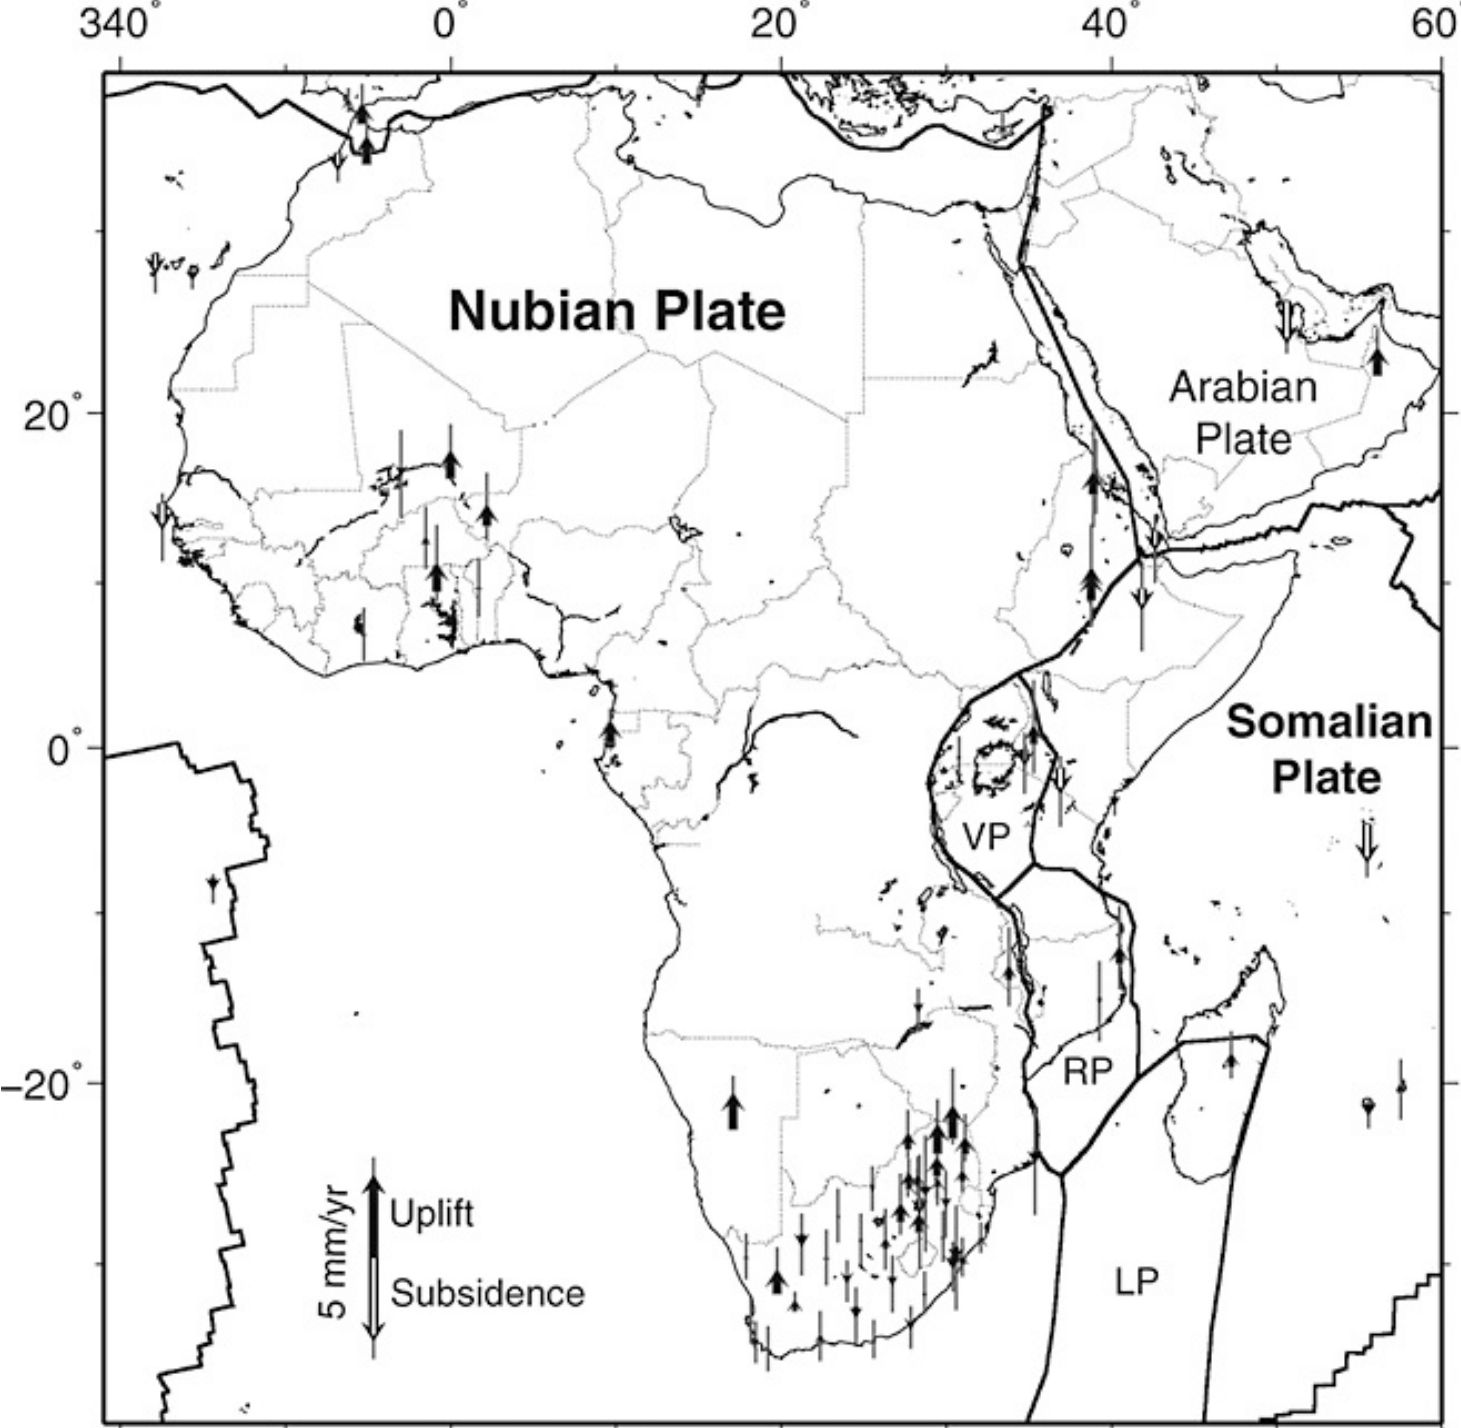 340° 0° 20° 40° 60°
Nubian Plate
Arabian
Plate
20°
Somalian
Plate
0°
VP
RP
−20°
5 mm/yr
Uplift
Subsidence
LP